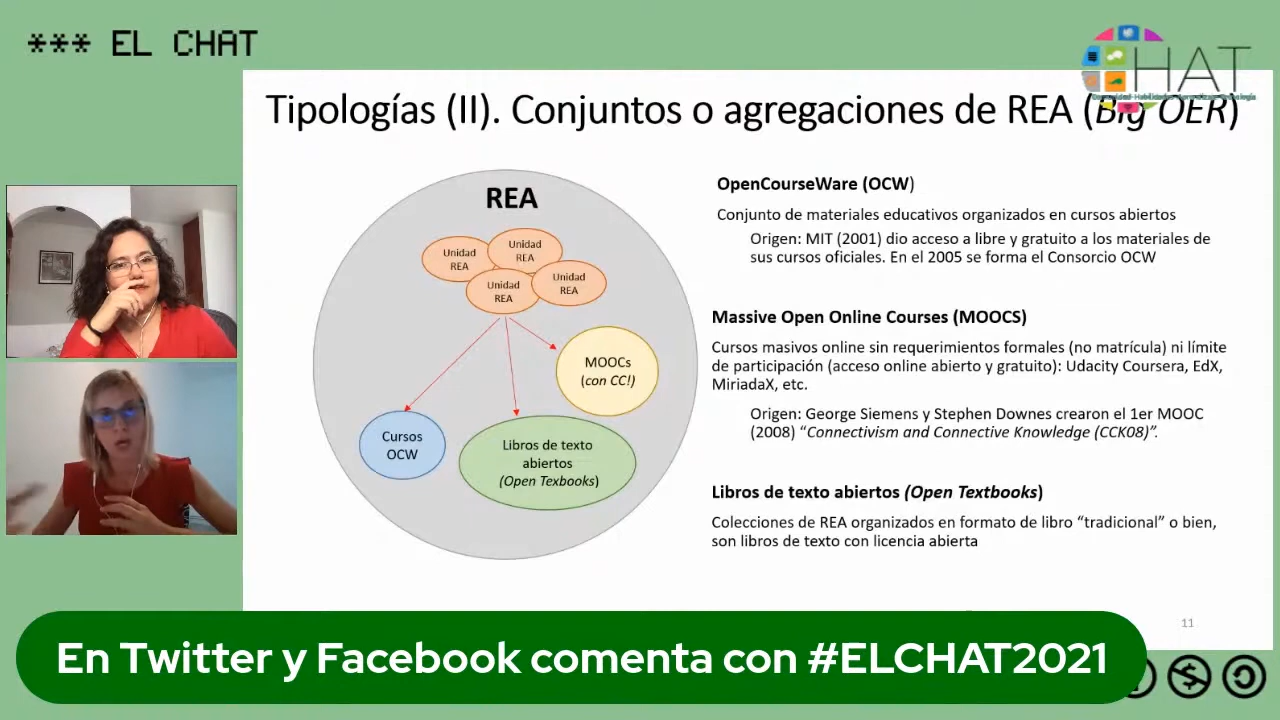 *** EL CHAT
HAT
Tipologías (II). Conjuntos o agregaciones de REA (Big OER)
REA
Unidad
REA
Unidad
REA
Unidad
REA
Unidad
REA
MOOCs
(con CC!)
Cursos
OCW
Libros de texto
abiertos
(Open Texbooks)
OpenCourseWare (OCW)
Conjunto de materiales educativos organizados en cursos abiertos
Origen: MIT (2001) dio acceso a libre y gratuito a los materiales de
sus cursos oficiales. En el 2005 se forma el Consorcio OCW
Massive Open Online Courses (MOOCS)
Cursos masivos online sin requerimientos formales (no matrícula) ni límite
de participación (acceso online abierto y gratuito): Udacity Coursera, EdX,
MiriadaX, etc.
Origen: George Siemens y Stephen Downes crearon el 1er MOOC
(2008) “Connectivism and Connective Knowledge (CCK08)”.
Libros de texto abiertos (Open Textbooks)
Colecciones de REA organizados en formato de libro “tradicional” o bien,
son libros de texto con licencia abierta
11
En Twitter y Facebook comenta con #ELCHAT2021